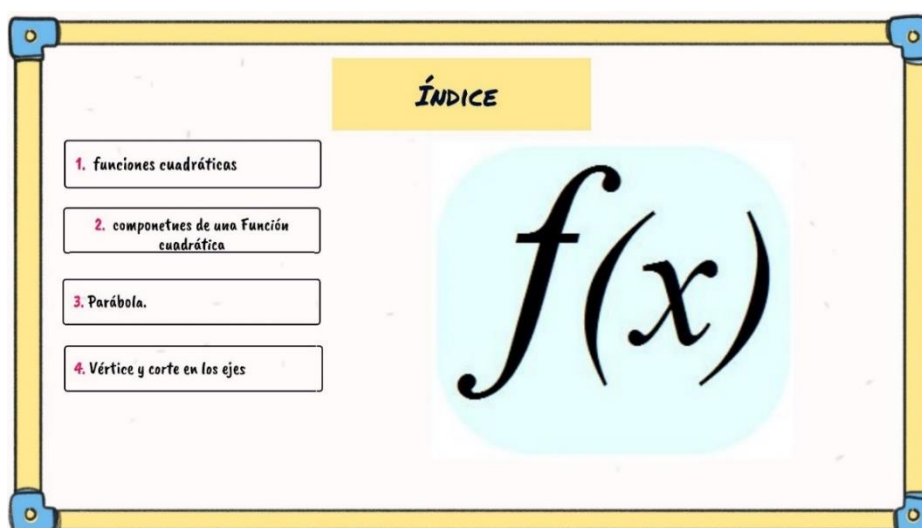 ÍNDICE
1. funciones cuadráticas
2. componetnes de una Función
cuadrática
3. Parábola.
4. Vértice y corte en los ejes
f(x)